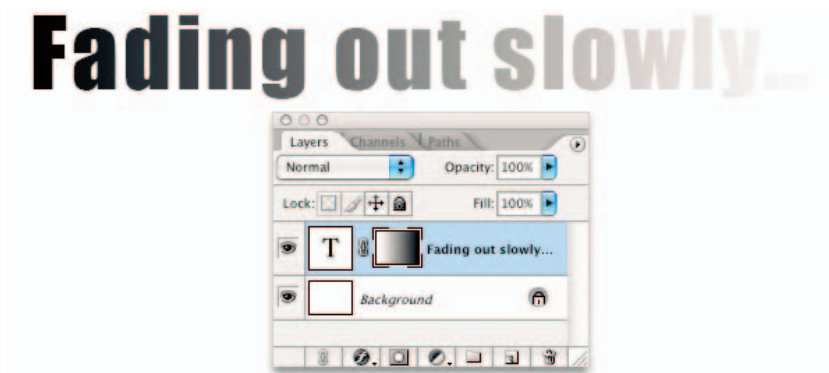 Fading out slowly...
Layers Channels Paths
Normal Opacity: 100%
Lock: Fill: 100%
T Fading out slowly...
Background